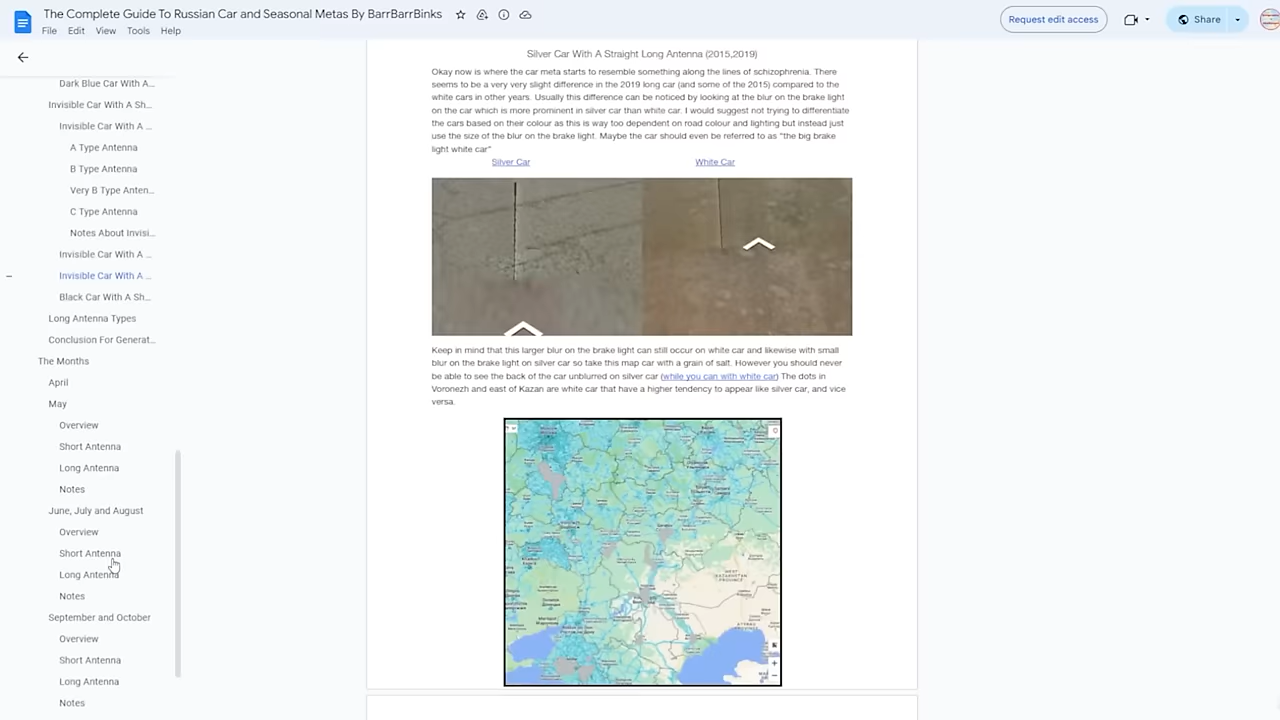 The Complete Guide To Russian Car and Seasonal Metas By BarrBarrBinks
File Edit View Tools Help
Request edit access
Share
Dark Blue Car With A...
Invisible Car With A Sh...
Invisible Car With A ...
A Type Antenna
B Type Antenna
Very B Type Anten...
C Type Antenna
Notes About Invisi...
Invisible Car With A ...
Invisible Car With A ...
Black Car With A Sh...
Long Antenna Types
Conclusion For Generat...
The Months
April
May
Overview
Short Antenna
Long Antenna
Notes
June, July and August
Overview
Short Antenna
Long Antenna
Notes
September and October
Overview
Short Antenna
Long Antenna
Notes
Silver Car With A Straight Long Antenna (2015,2019)
Okay now is where the car meta starts to resemble something along the lines of schizophrenia. There
seems to be a very very slight difference in the 2019 long car (and some of the 2015) compared to the
white cars in other years. Usually this difference can be noticed by looking at the blur on the brake light
on the car which is more prominent in silver car than white car. I would suggest not trying to differentiate
the cars based on their colour as this is way too dependent on road colour and lighting but instead just
use the size of the blur on the brake light. Maybe the car should even be referred to as "the big brake
light white car"
Silver Car White Car
Keep in mind that this larger blur on the brake light can still occur on white car and likewise with small
blur on the brake light on silver car so take this map car with a grain of salt. However you should never
be able to see the back of the car unblurred on silver car (while you can with white car) The dots in
Voronezh and east of Kazan are white car that have a higher tendency to appear like silver car, and vice
versa.
WEST
KAZAKHSTAN
PROVINCE